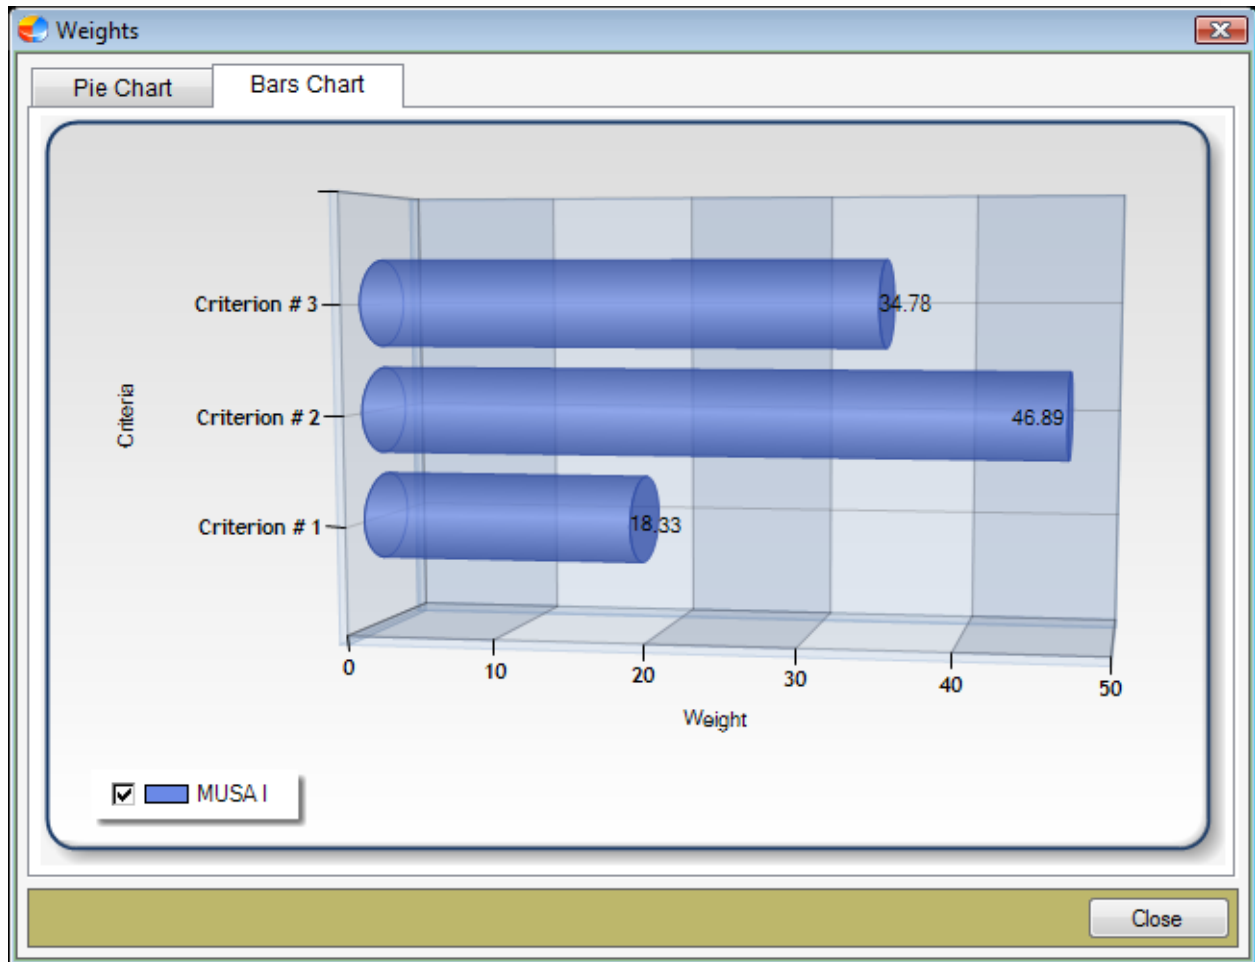 Weights
Pie Chart
Bars Chart
Criteria
Criterion # 3
34.78
Criterion # 2
46.89
Criterion # 1
18.33
0
10
20
30
40
50
Weight
MUSA I
Close